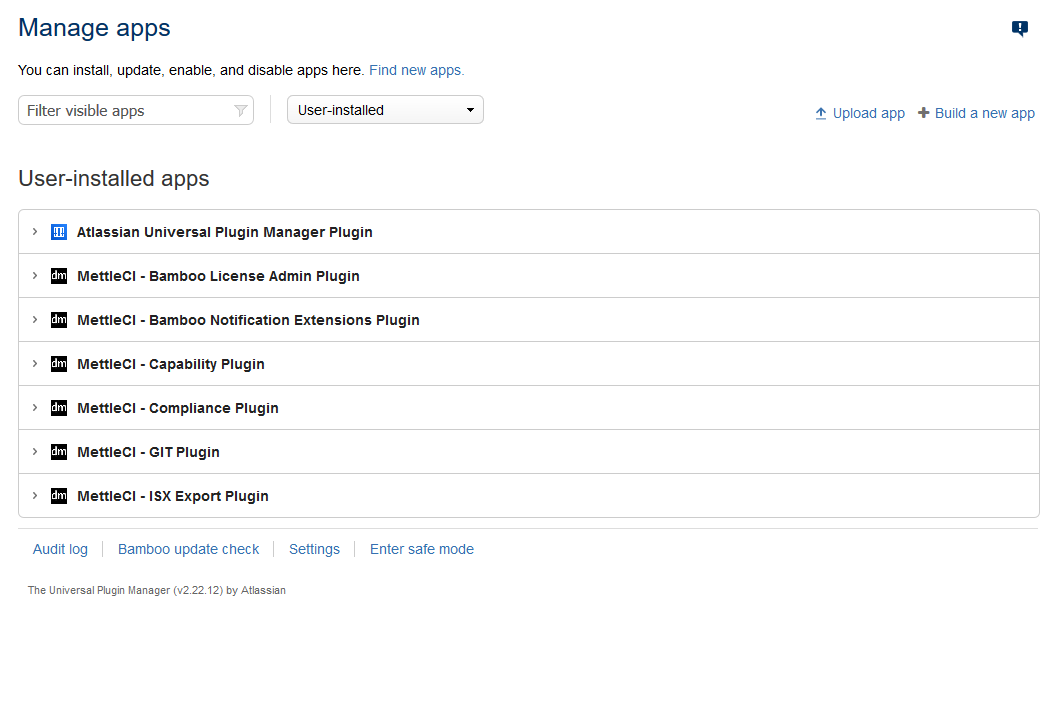 Manage apps
You can install, update, enable, and disable apps here. Find new apps.
Filter visible apps
User-installed
Upload app
Build a new app
User-installed apps
Atlassian Universal Plugin Manager Plugin
dm MettleCI - Bamboo License Admin Plugin
dm MettleCI - Bamboo Notification Extensions Plugin
dm MettleCI - Capability Plugin
dm MettleCI - Compliance Plugin
dm MettleCI - GIT Plugin
dm MettleCI - ISX Export Plugin
Audit log
Bamboo update check
Settings
Enter safe mode
The Universal Plugin Manager (v2.22.12) by Atlassian